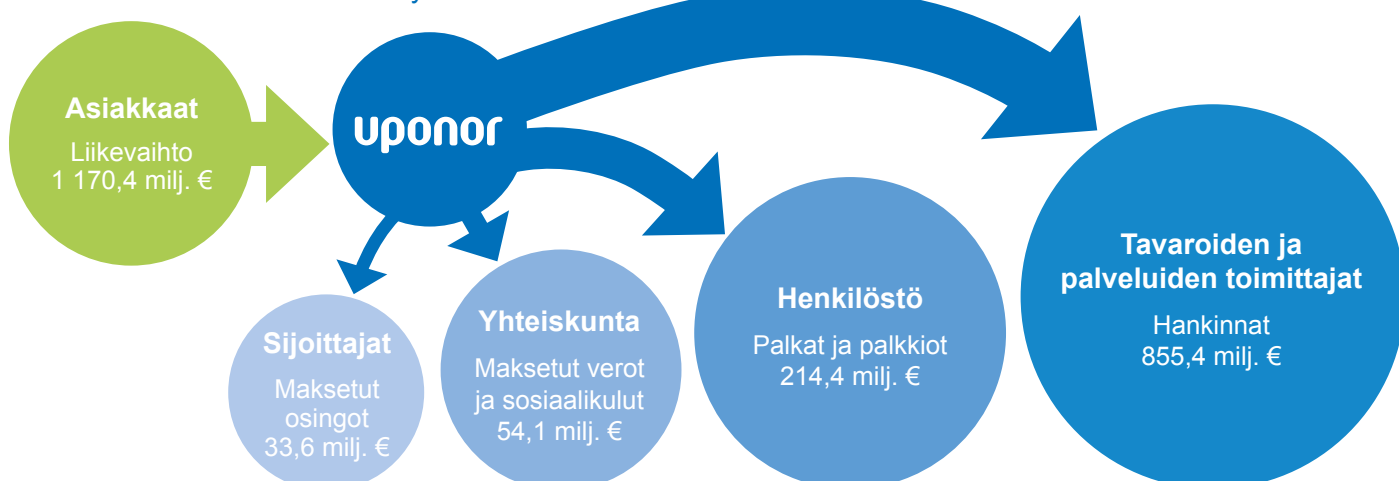 Asiakkaat
Liikevaihto
1 170,4 milj. €
uponor
Sijoittajat
Maksetut
osingot
33,6 milj. €
Yhteiskunta
Maksetut verot
ja sosiaalikulut
54,1 milj. €
Henkilöstö
Palkat ja palkkiot
214,4 milj. €
Tavaroiden ja
palveluiden toimittajat
Hankinnat
855,4 milj. €